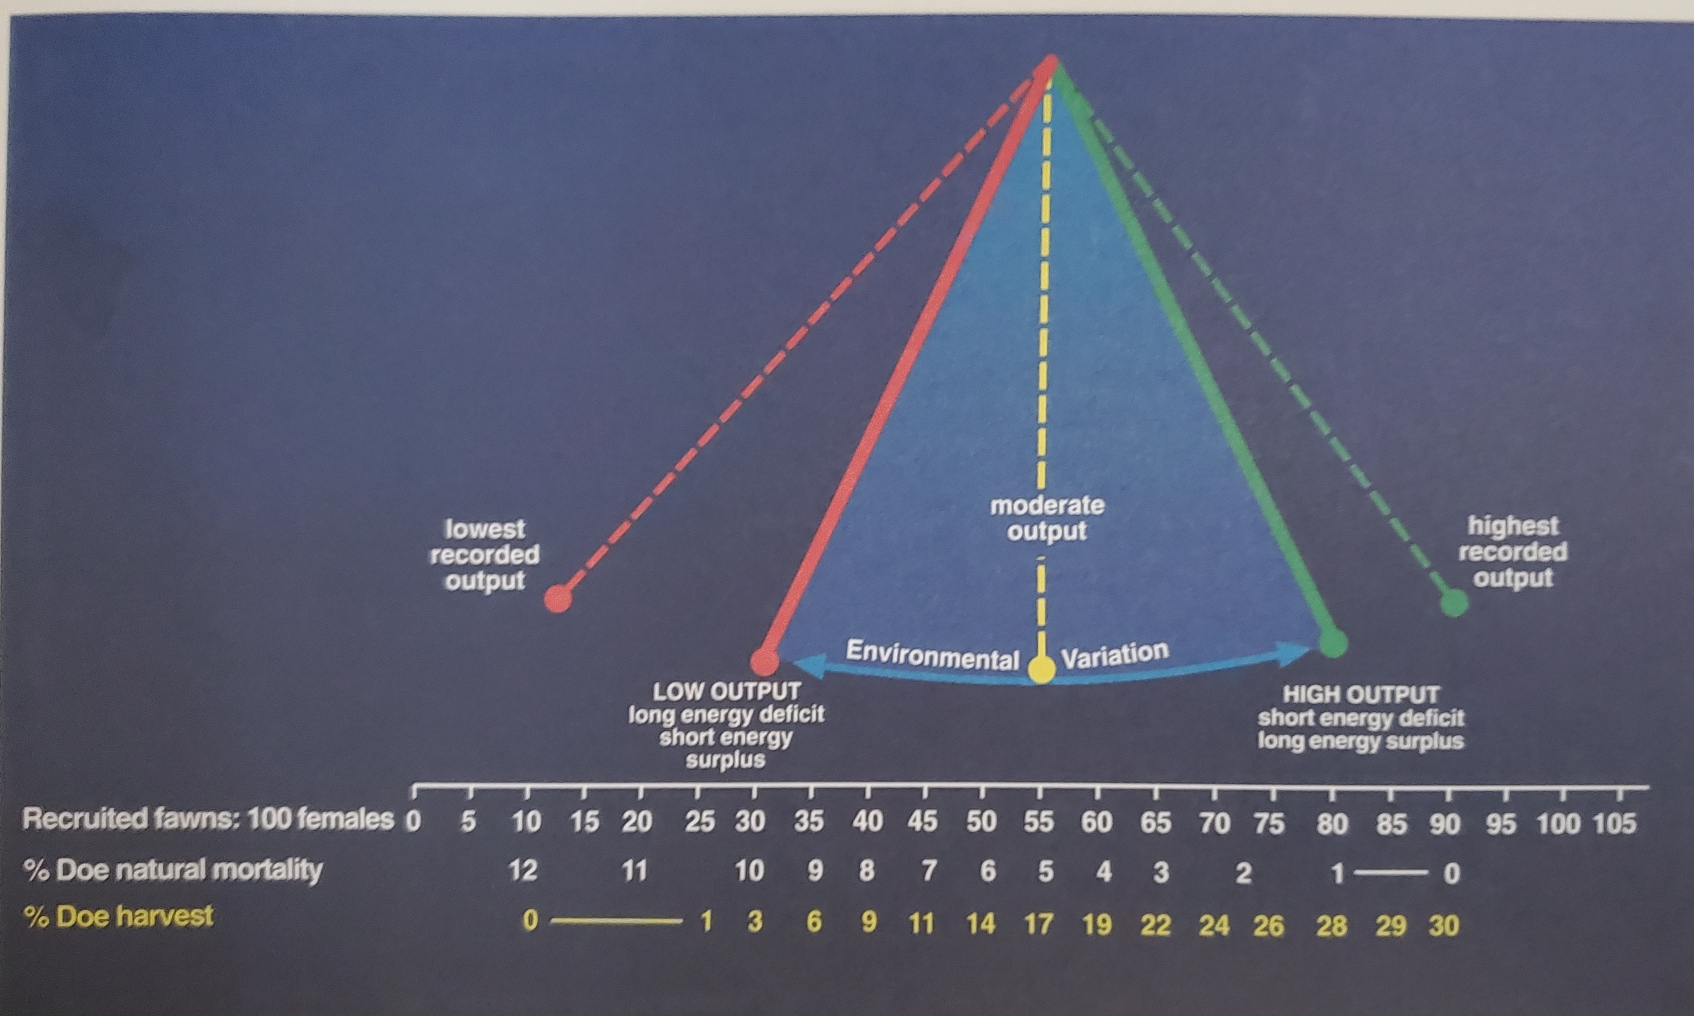 moderate
output
lowest
recorded
output
highest
recorded
output
Environmental Variation
LOW OUTPUT
long energy deficit
short energy
surplus
HIGH OUTPUT
short energy deficit
long energy surplus
Recruited fawns: 100 females 0 5 10 15 20 25 30 35 40 45 50 55 60 65 70 75 80 85 90 95 100 105
% Doe natural mortality 12 11 10 9 8 7 6 5 4 3 2 1 — 0
% Doe harvest 0 — 1 3 6 9 11 14 17 19 22 24 26 28 29 30